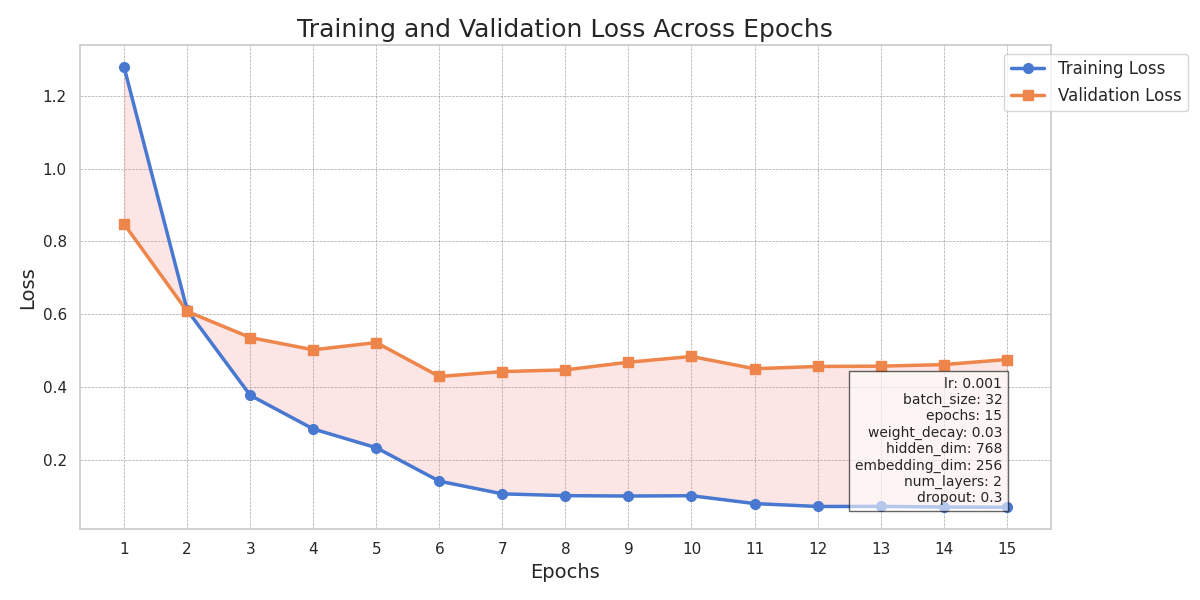 Training and Validation Loss Across Epochs
Training Loss
Validation Loss
Loss
1.2
1.0
0.8
0.6
0.4
0.2
lr: 0.001
batch_size: 32
epochs: 15
weight_decay: 0.03
hidden_dim: 768
embedding_dim: 256
num_layers: 2
dropout: 0.3
1 2 3 4 5 6 7 8 9 10 11 12 13 14 15
Epochs